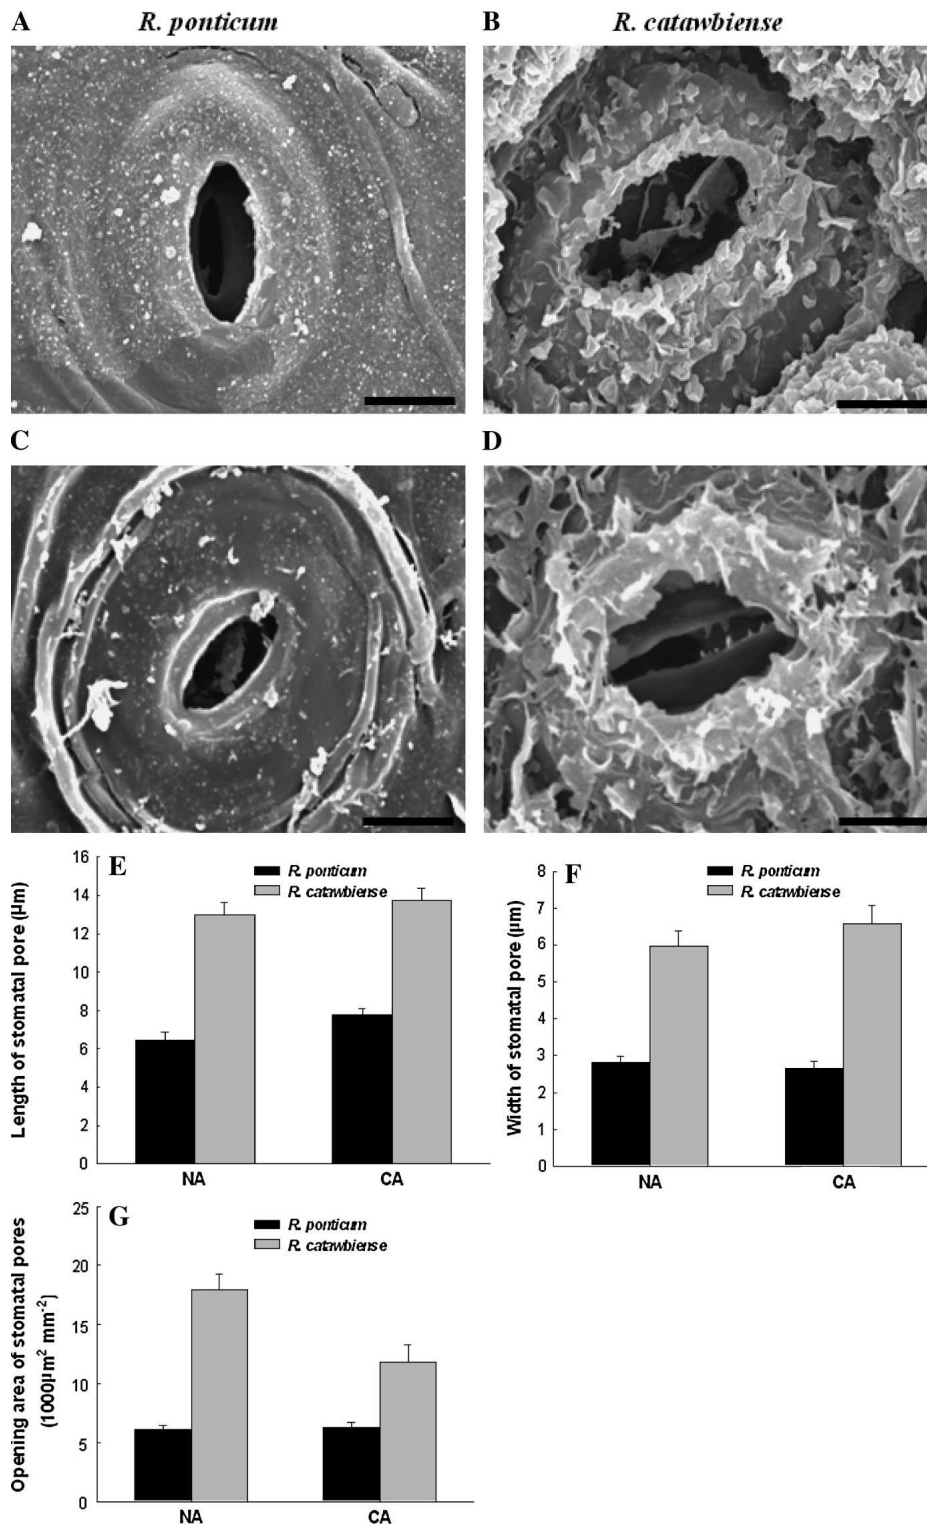 A
R. ponticum
B
R. catawbiense
C
D
E
R. ponticum
R. catawbiense
Length of stomatal pore (µm)
16
14
12
10
8
6
4
2
0
NA
CA
F
R. ponticum
R. catawbiense
Width of stomatal pore (µm)
8
7
6
5
4
3
2
1
0
NA
CA
G
R. ponticum
R. catawbiense
Opening area of stomatal pores
(1000µm² mm⁻²)
25
20
15
10
5
0
NA
CA